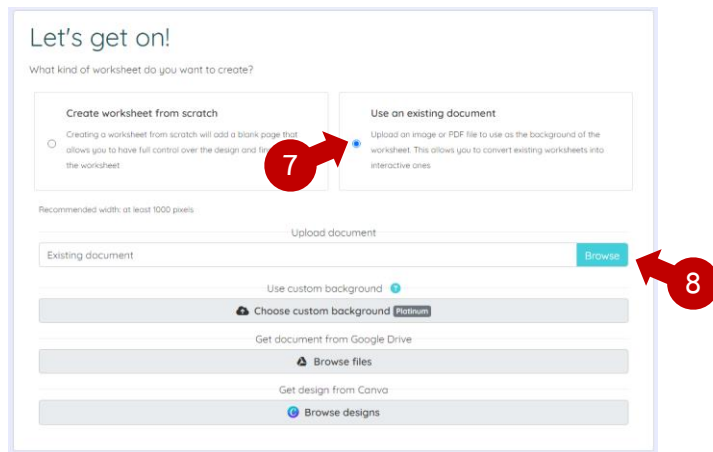 Let's get on!
What kind of worksheet do you want to create?
Create worksheet from scratch
Creating a worksheet from scratch will add a blank page that
allows you to have full control over the design and
the worksheet
Use an existing document
Upload an image or PDF file to use as the background of the
worksheet. This allows you to convert existing worksheets into
interactive ones
7
Recommended width: at least 1000 pixels
Upload document
Existing document
Browse
8
Use custom background ?
Choose custom background Platinum
Get document from Google Drive
Browse files
Get design from Canva
Browse designs